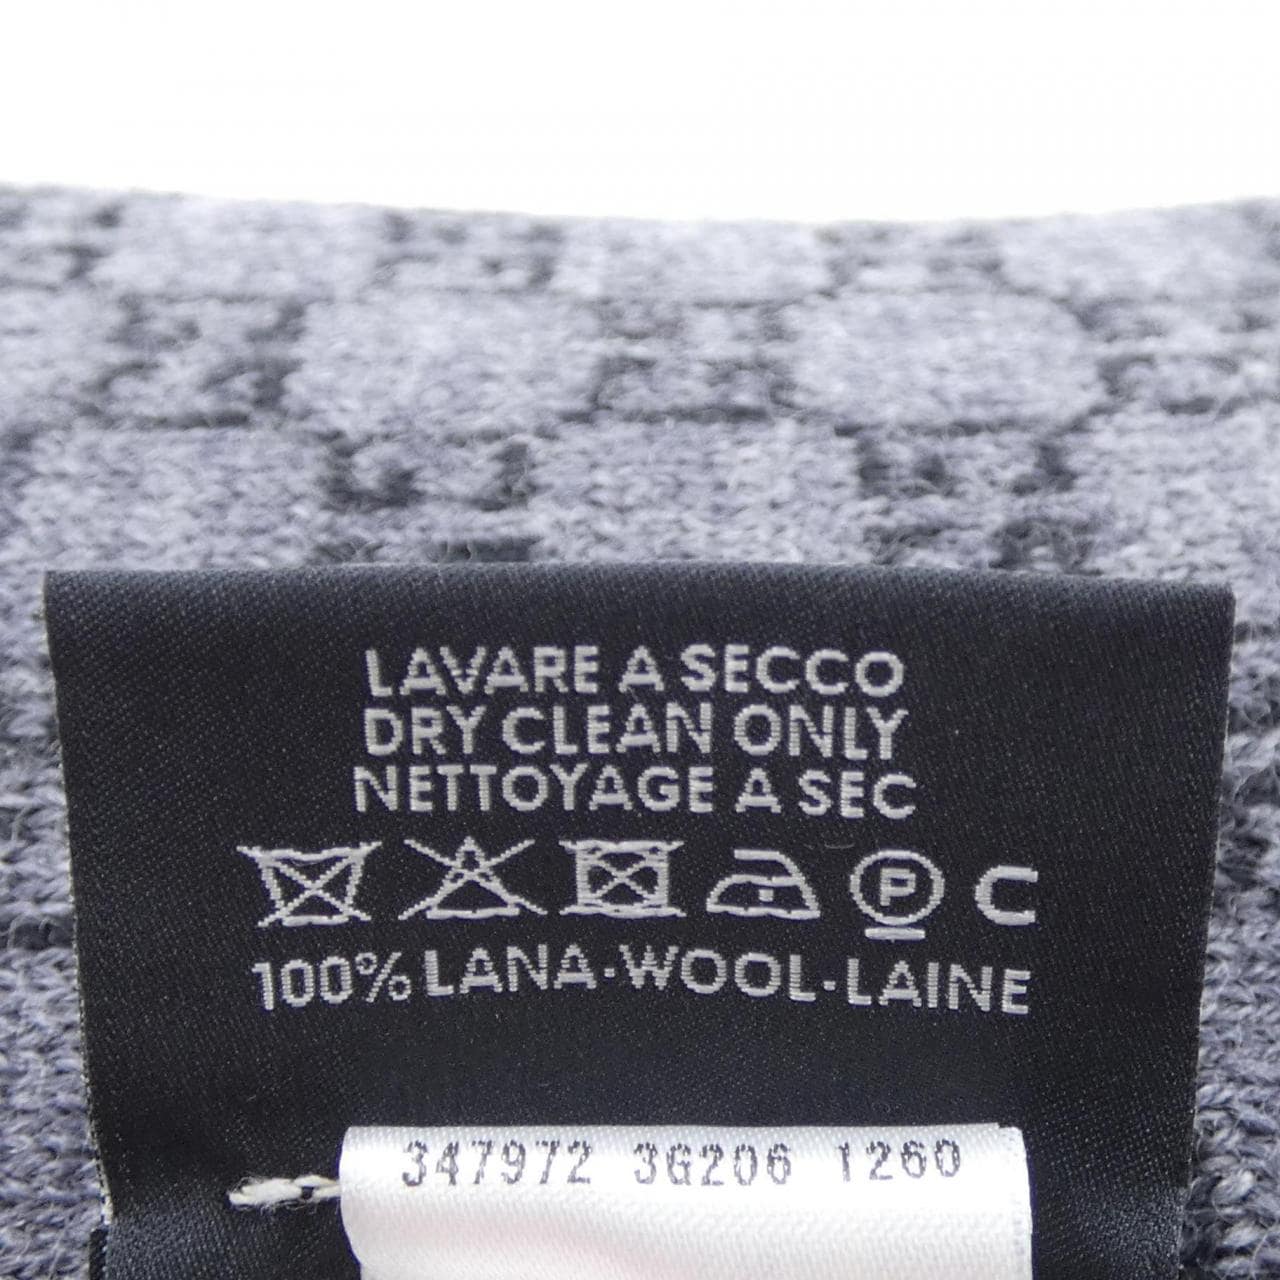 LAVARE A SECCO
DRY CLEAN ONLY
NETTOYAGE A SEC
P C
100% LANA·WOOL·LAINE
347972 3G206 1260